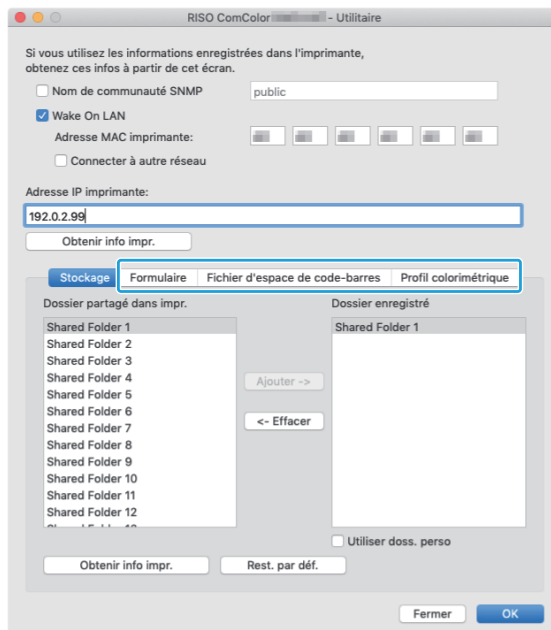 RISO ComColor - Utilitaire
Si vous utilisez les informations enregistrées dans l'imprimante,
obtenez ces infos à partir de cet écran.
Nom de communauté SNMP
public
Wake On LAN
Adresse MAC imprimante:
Connecter à autre réseau
Adresse IP imprimante:
192.0.2.99
Obtenir info impr.
Stockage Formulaire Fichier d'espace de code-barres Profil colorimétrique
Dossier partagé dans impr. Dossier enregistré
Shared Folder 1 Shared Folder 1
Shared Folder 2
Shared Folder 3
Shared Folder 4
Ajouter ->
Shared Folder 5
Shared Folder 6
<- Effacer
Shared Folder 7
Shared Folder 8
Shared Folder 9
Shared Folder 10
Shared Folder 11
Shared Folder 12
Utiliser doss. perso
Obtenir info impr. Rest. par déf.
Fermer OK